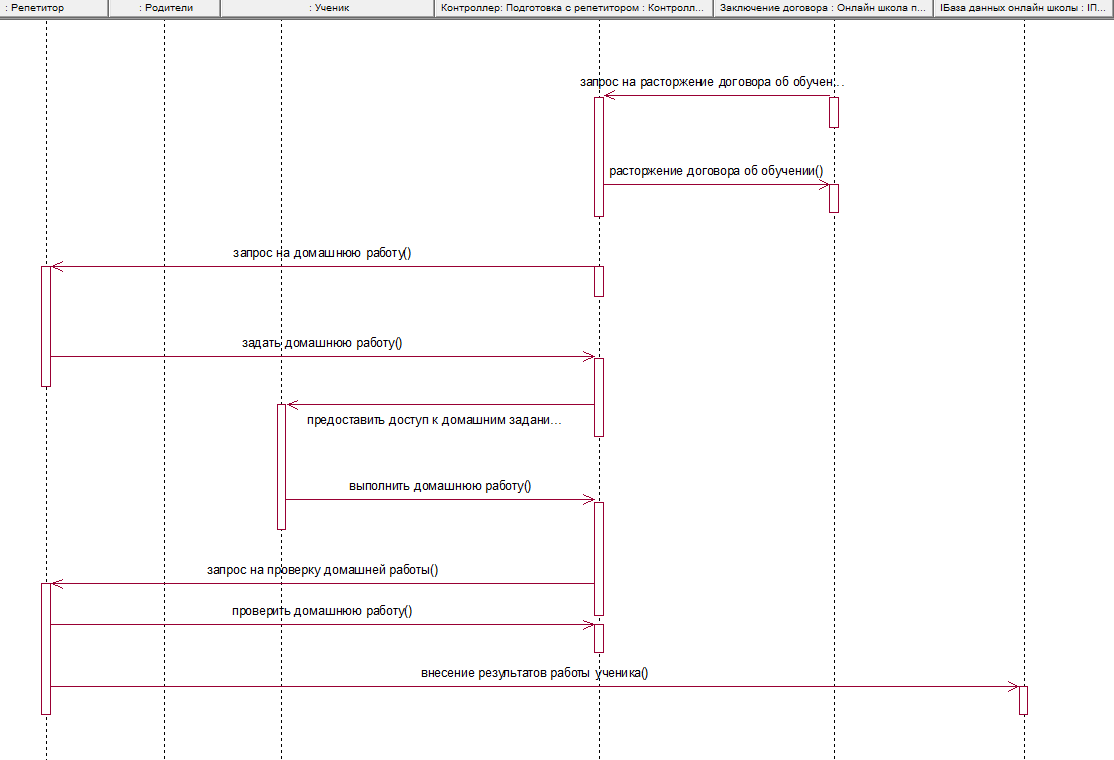 : Репетитор
: Родители
: Ученик
Контроллер: Подготовка с репетитором : Контролл...
Заключение договора : Онлайн школа п...
IБаза данных онлайн школы : IП...
запрос на расторжение договора об обучен...
расторжение договора об обучении()
запрос на домашнюю работу()
задать домашнюю работу()
предоставить доступ к домашним задани...
выполнить домашнюю работу()
запрос на проверку домашней работы()
проверить домашнюю работу()
внесение результатов работы ученика()